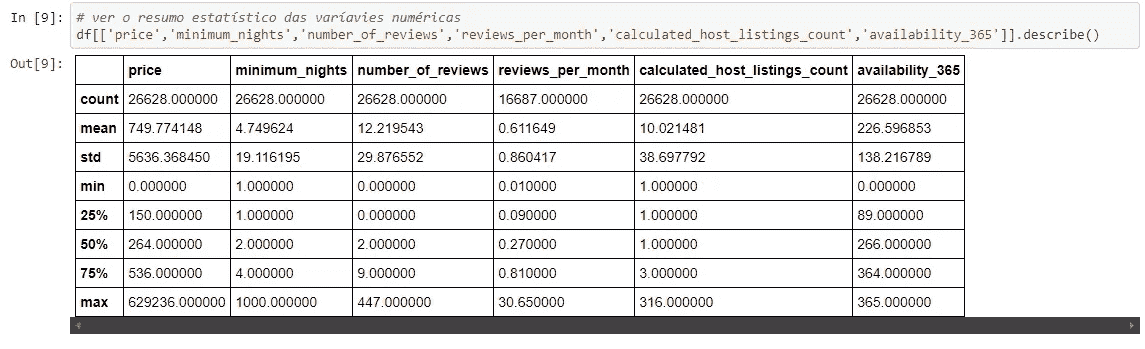 In [9]: # ver o resumo estatístico das varíavies numéricas
df[['price','minimum_nights','number_of_reviews','reviews_per_month','calculated_host_listings_count','availability_365']].describe()
Out[9]:
price minimum_nights number_of_reviews reviews_per_month calculated_host_listings_count availability_365
count 26628.000000 26628.000000 26628.000000 16687.000000 26628.000000 26628.000000
mean 749.774148 4.749624 12.219543 0.611649 10.021481 226.596853
std 5636.368450 19.116195 29.876552 0.860417 38.697792 138.216789
min 0.000000 1.000000 0.000000 0.010000 1.000000 0.000000
25% 150.000000 1.000000 0.000000 0.090000 1.000000 89.000000
50% 264.000000 2.000000 2.000000 0.270000 1.000000 266.000000
75% 536.000000 4.000000 9.000000 0.810000 3.000000 364.000000
max 629236.000000 1000.000000 447.000000 30.650000 316.000000 365.000000